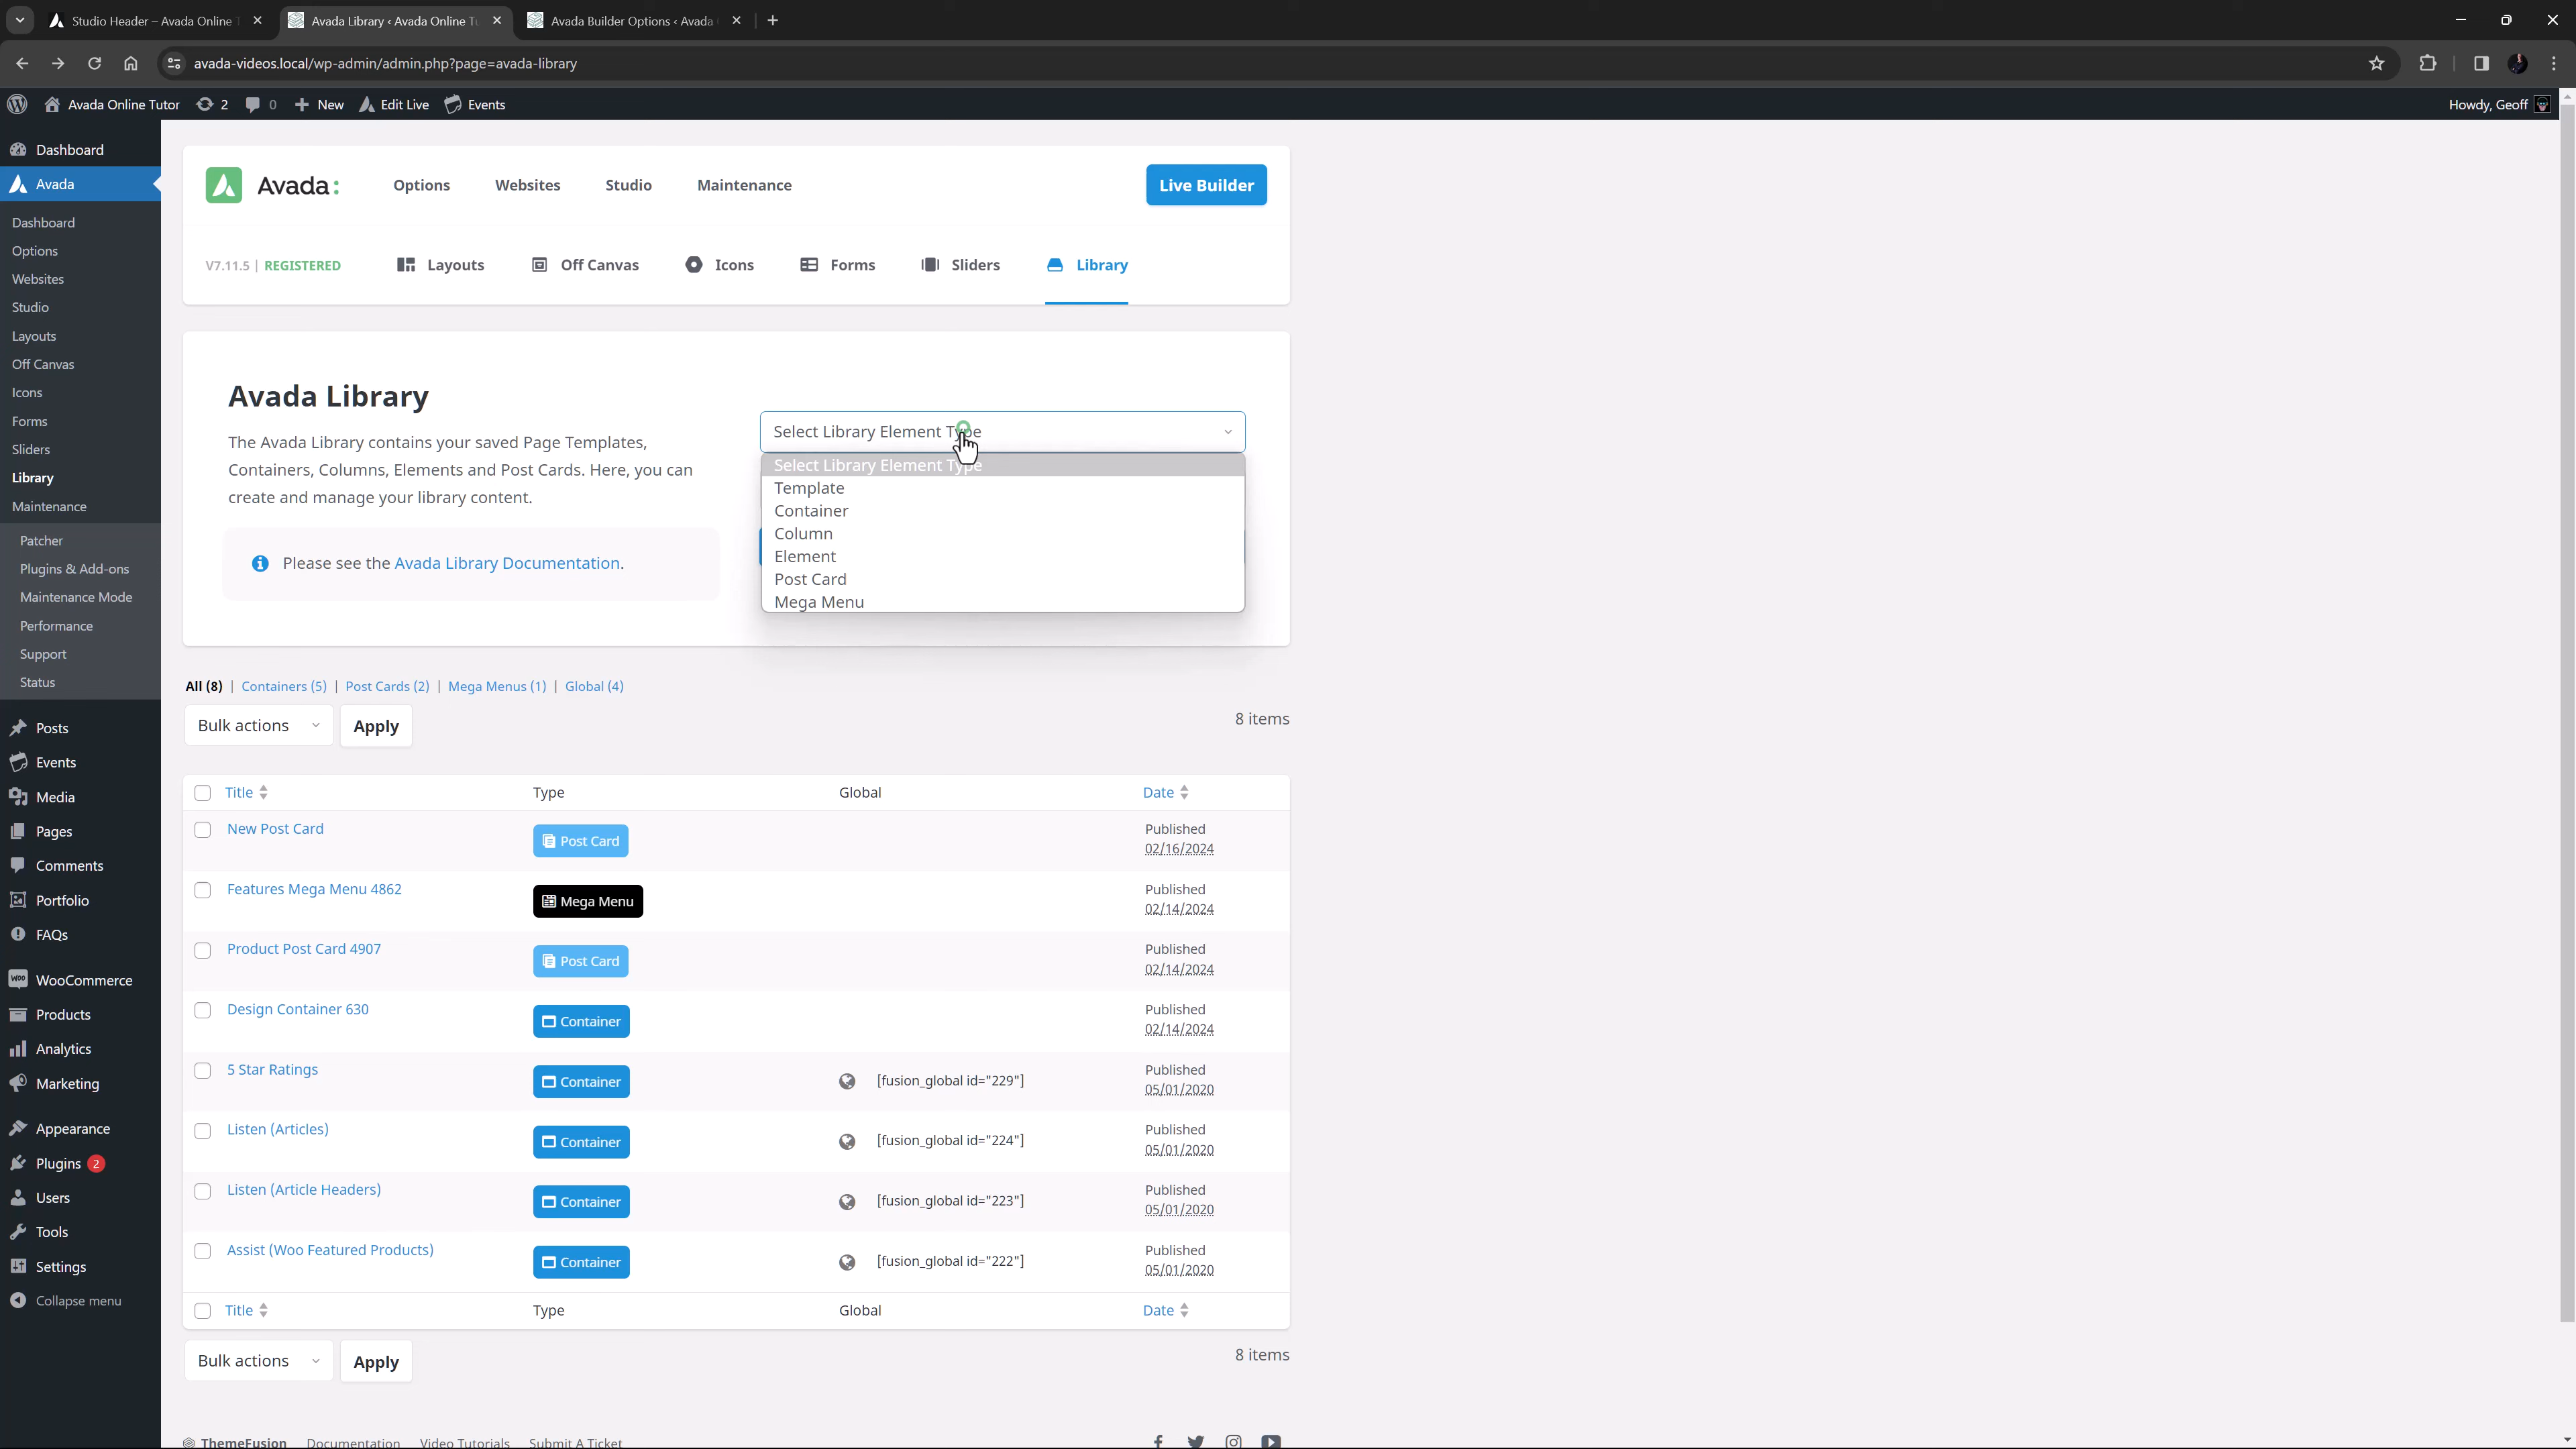 Studio Header – Avada Online T
Avada Library ‹ Avada Online Tu
Avada Builder Options ‹ Avada
avada-videos.local/wp-admin/admin.php?page=avada-library
Avada Online Tutor 2 0 New Edit Live Events
Howdy, Geoff
Dashboard
Avada
Dashboard
Options
Websites
Studio
Layouts
Off Canvas
Icons
Forms
Sliders
Library
Maintenance
Patcher
Plugins & Add-ons
Maintenance Mode
Performance
Support
Status
Posts
Events
Media
Pages
Comments
Portfolio
FAQs
WooCommerce
Products
Analytics
Marketing
Appearance
Plugins 2
Users
Tools
Settings
Collapse menu
Avada: Options Websites Studio Maintenance Live Builder
V7.11.5 | REGISTERED Layouts Off Canvas Icons Forms Sliders Library
Avada Library
The Avada Library contains your saved Page Templates,
Containers, Columns, Elements and Post Cards. Here, you can
create and manage your library content.
Please see the Avada Library Documentation.
Select Library Element Type
Select Library Element Type
Template
Container
Column
Element
Post Card
Mega Menu
All (8) | Containers (5) | Post Cards (2) | Mega Menus (1) | Global (4)
Bulk actions Apply 8 items
Title Type Global Date
New Post Card Post Card Published
02/16/2024
Features Mega Menu 4862 Mega Menu Published
02/14/2024
Product Post Card 4907 Post Card Published
02/14/2024
Design Container 630 Container Published
02/14/2024
5 Star Ratings Container [fusion_global id="229"] Published
05/01/2020
Listen (Articles) Container [fusion_global id="224"] Published
05/01/2020
Listen (Article Headers) Container [fusion_global id="223"] Published
05/01/2020
Assist (Woo Featured Products) Container [fusion_global id="222"] Published
05/01/2020
Title Type Global Date
Bulk actions Apply 8 items
ThemeFusion Documentation Video Tutorials Submit A Ticket